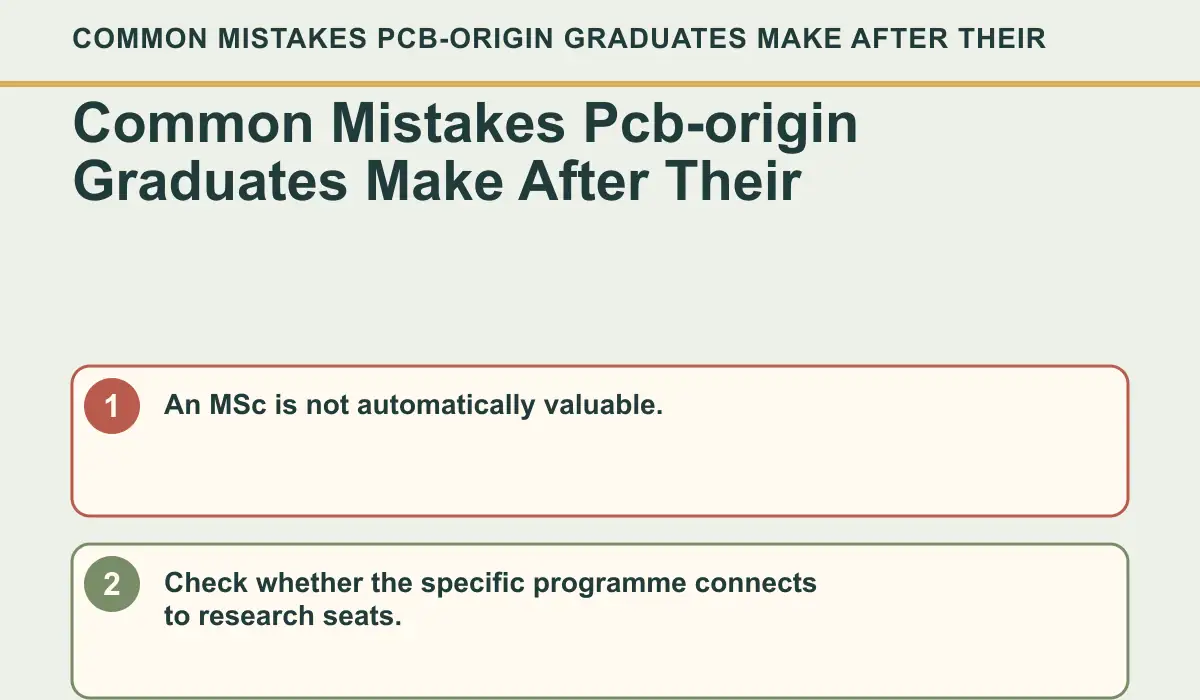 COMMON MISTAKES PCB-ORIGIN GRADUATES MAKE AFTER THEIR
Common Mistakes Pcb-origin
Graduates Make After Their
1
An MSc is not automatically valuable.
2
Check whether the specific programme connects
to research seats.